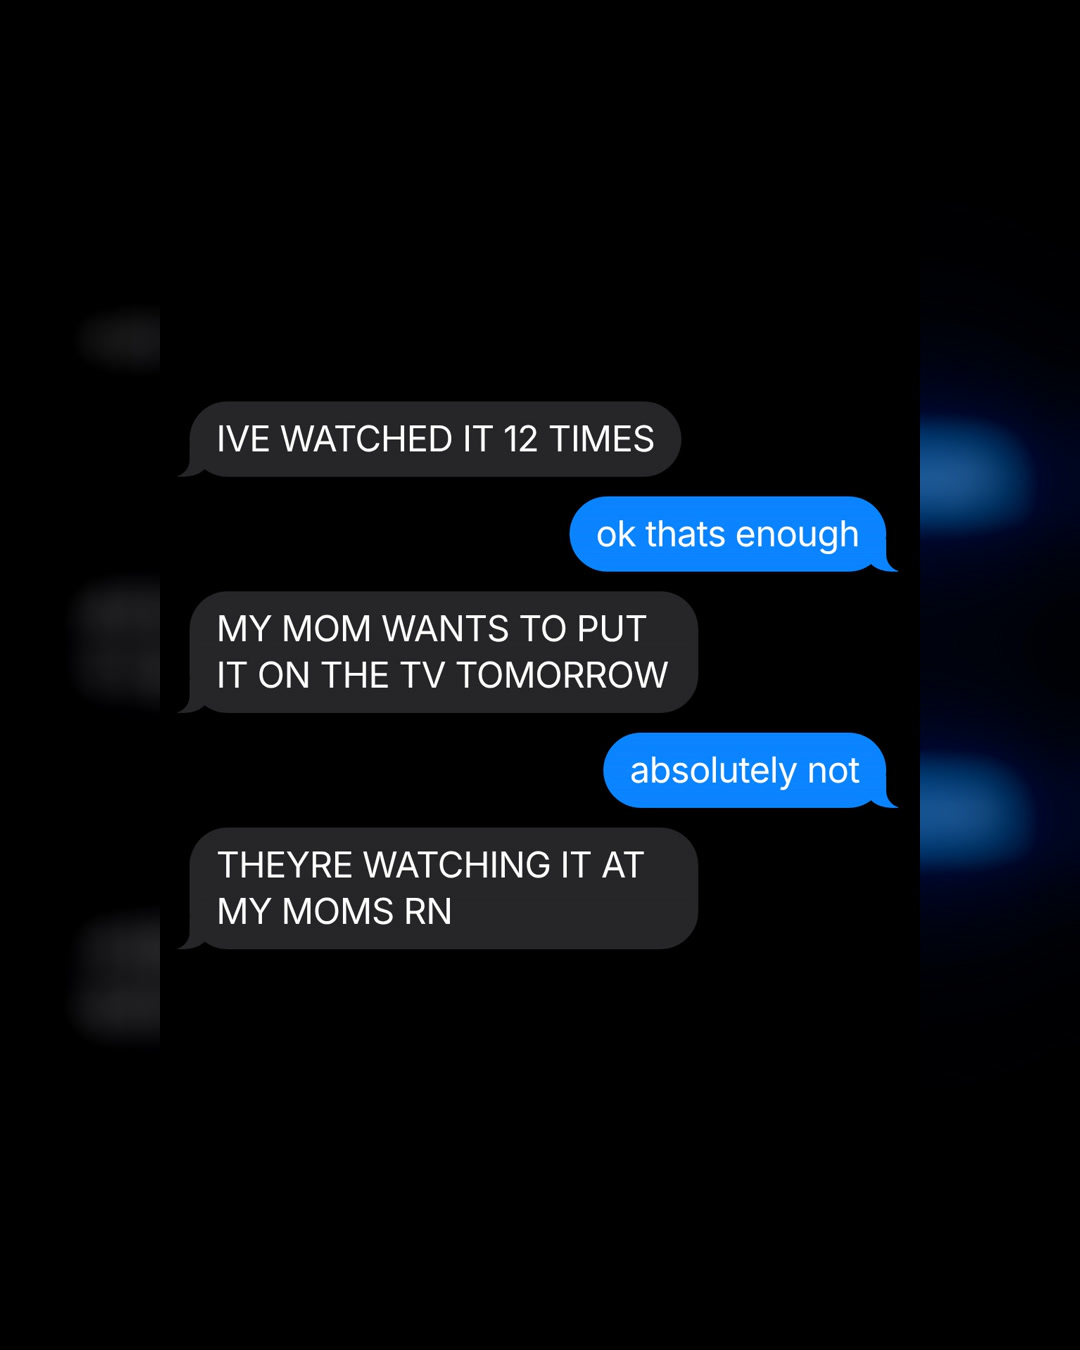 IVE WATCHED IT 12 TIMES
ok thats enough
MY MOM WANTS TO PUT
IT ON THE TV TOMORROW
absolutely not
THEYRE WATCHING IT AT
MY MOMS RN